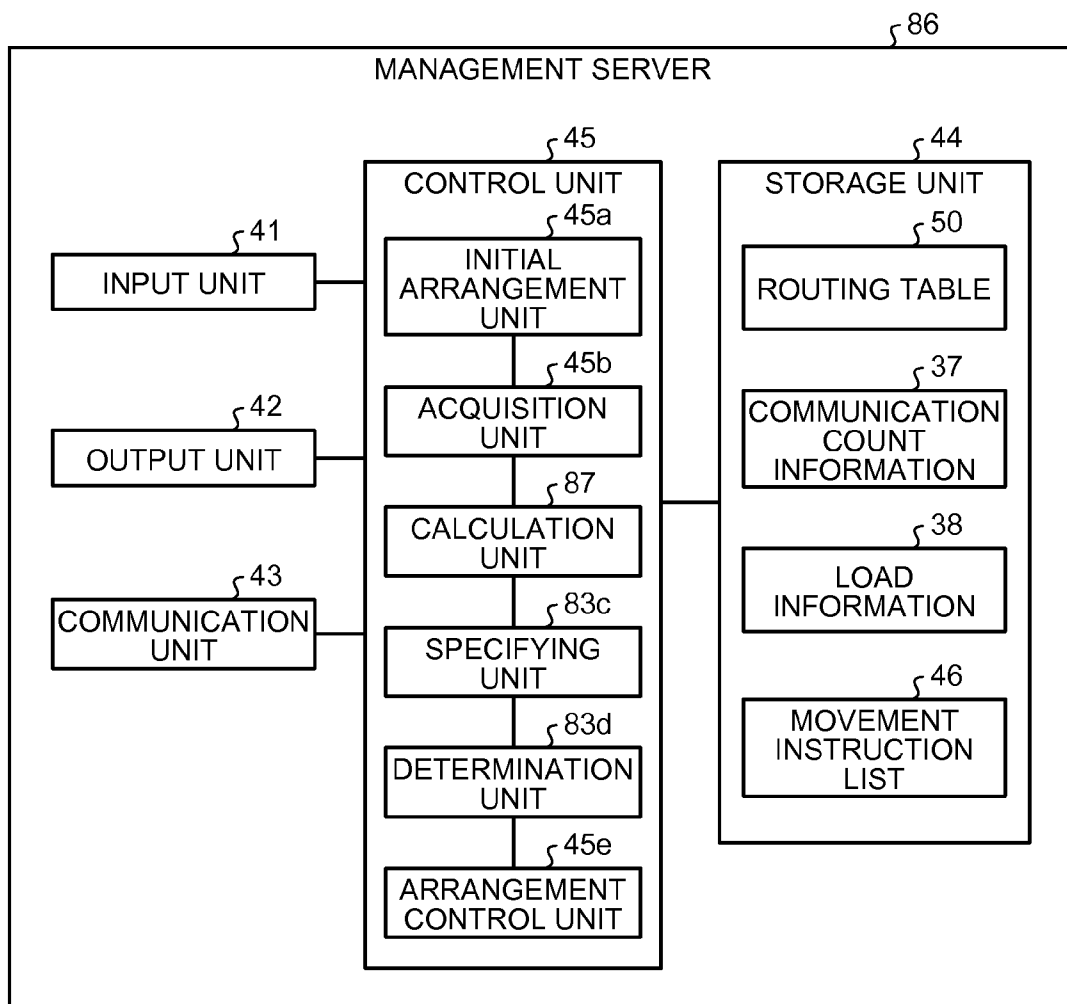 86
MANAGEMENT SERVER
41
INPUT UNIT
42
OUTPUT UNIT
43
COMMUNICATION
UNIT
45
CONTROL UNIT
45a
INITIAL
ARRANGEMENT
UNIT
45b
ACQUISITION
UNIT
87
CALCULATION
UNIT
83c
SPECIFYING
UNIT
83d
DETERMINATION
UNIT
45e
ARRANGEMENT
CONTROL UNIT
44
STORAGE UNIT
50
ROUTING TABLE
37
COMMUNICATION
COUNT
INFORMATION
38
LOAD
INFORMATION
46
MOVEMENT
INSTRUCTION
LIST